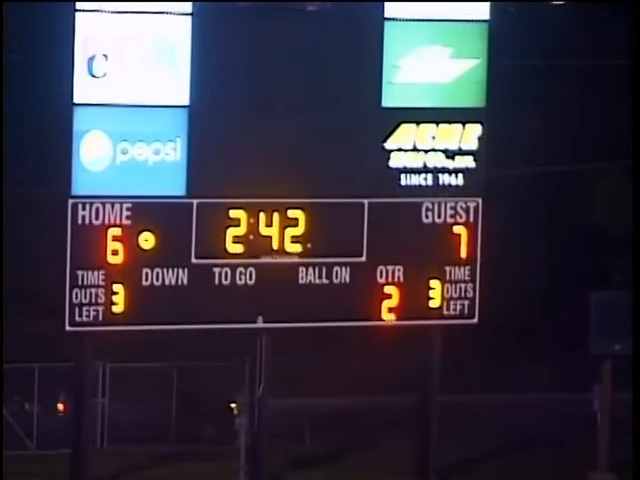 pepsi
ACME
SINCE 1968
HOME 6
2:42
GUEST 7
TIME OUTS LEFT 3
DOWN TO GO BALL ON
QTR 2
3 TIME OUTS LEFT